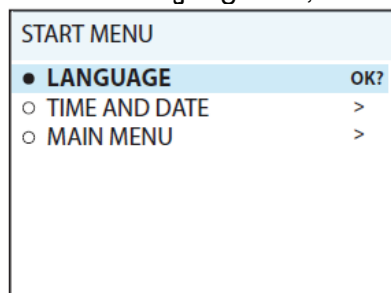 START MENU
● LANGUAGE OK?
○ TIME AND DATE >
○ MAIN MENU >